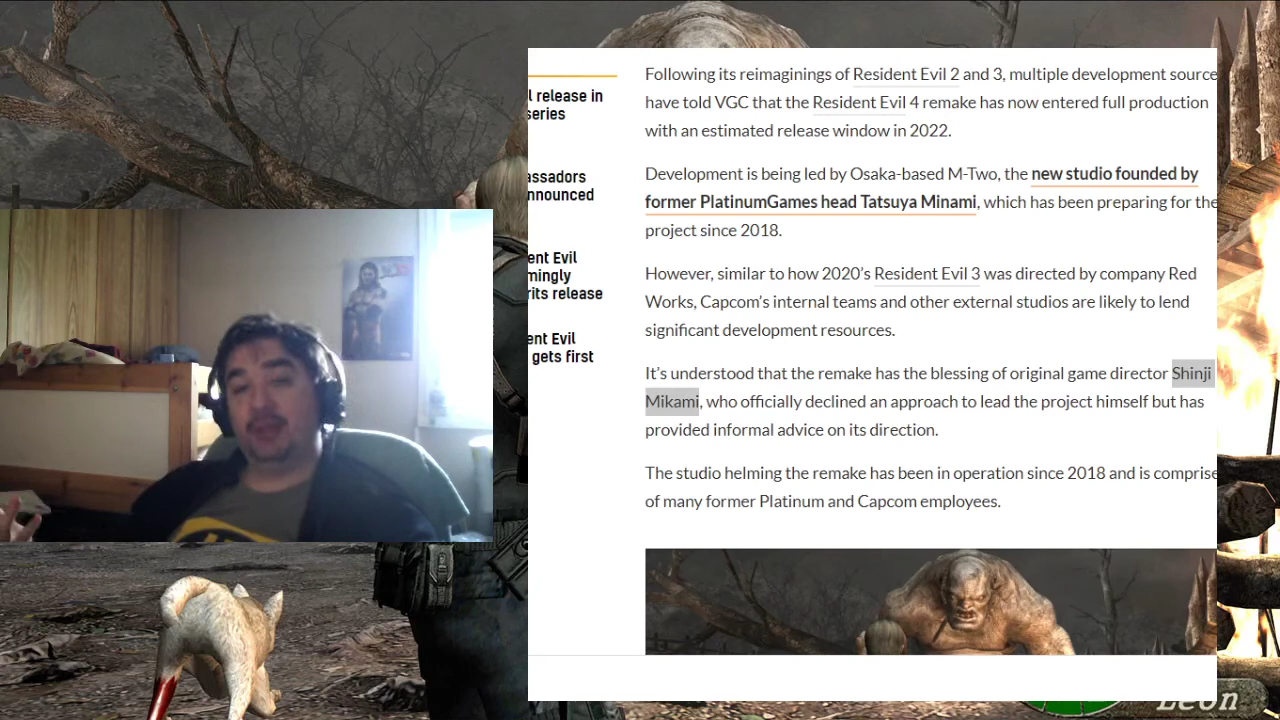 l release in
series
assadors
nnounced
ent Evil
mingly
rits release
ent Evil
gets first
Following its reimaginings of Resident Evil 2 and 3, multiple development source
have told VGC that the Resident Evil 4 remake has now entered full production
with an estimated release window in 2022.
Development is being led by Osaka-based M-Two, the new studio founded by
former PlatinumGames head Tatsuya Minami, which has been preparing for the
project since 2018.
However, similar to how 2020’s Resident Evil 3 was directed by company Red
Works, Capcom’s internal teams and other external studios are likely to lend
significant development resources.
It’s understood that the remake has the blessing of original game director Shinji
Mikami, who officially declined an approach to lead the project himself but has
provided informal advice on its direction.
The studio helming the remake has been in operation since 2018 and is comprise
of many former Platinum and Capcom employees.
Leon